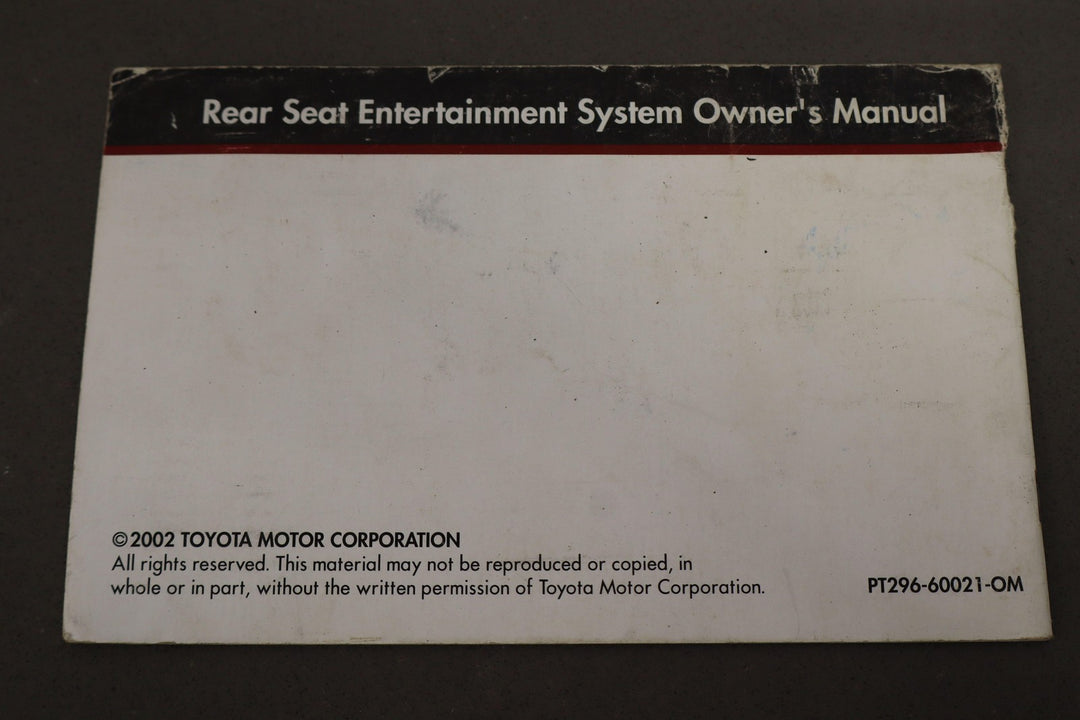 Rear Seat Entertainment System Owner's Manual
©2002 TOYOTA MOTOR CORPORATION
All rights reserved. This material may not be reproduced or copied, in
whole or in part, without the written permission of Toyota Motor Corporation.
PT296-60021-OM